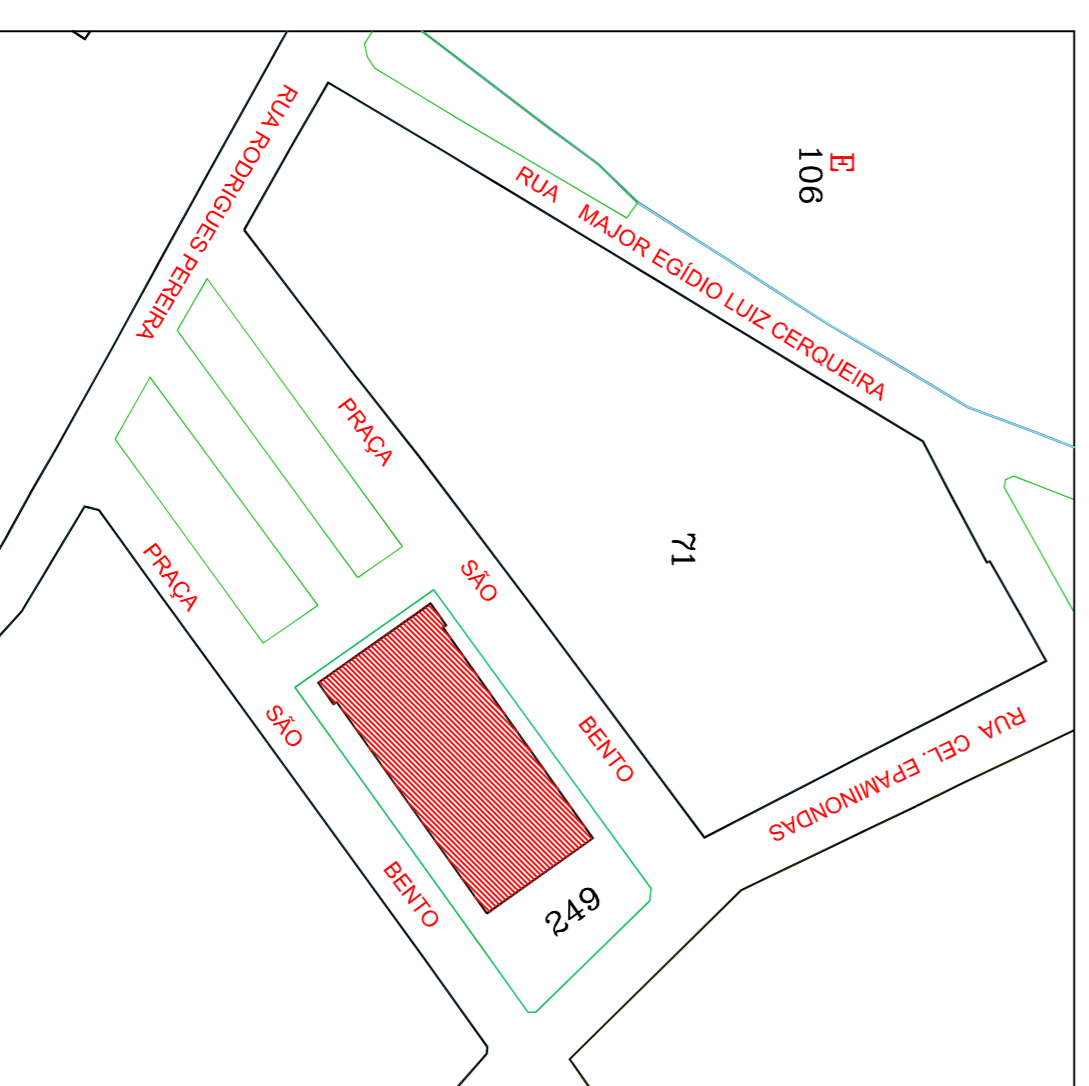 RUA RODRIGUES PEREIRA
RUA MAJOR EGÍDIO LUIZ CERQUEIRA
E
106
PRAÇA SÃO BENTO
71
PRAÇA SÃO BENTO
RUA CEL. EPAMINONDAS
249